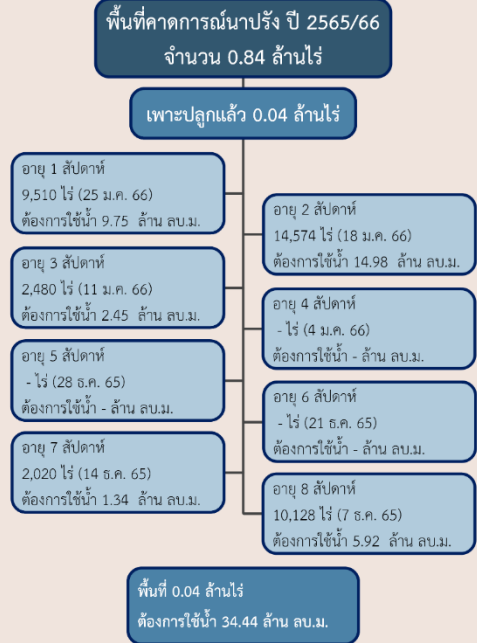 พื้นที่คาดการณ์นาปรัง ปี 2565/66
จำนวน 0.84 ล้านไร่
เพาะปลูกแล้ว 0.04 ล้านไร่
อายุ 1 สัปดาห์
9,510 ไร่ (25 ม.ค. 66)
ต้องการใช้น้ำ 9.75 ล้าน ลบ.ม.
อายุ 2 สัปดาห์
14,574 ไร่ (18 ม.ค. 66)
ต้องการใช้น้ำ 14.98 ล้าน ลบ.ม.
อายุ 3 สัปดาห์
2,480 ไร่ (11 ม.ค. 66)
ต้องการใช้น้ำ 2.45 ล้าน ลบ.ม.
อายุ 4 สัปดาห์
- ไร่ (4 ม.ค. 66)
ต้องการใช้น้ำ - ล้าน ลบ.ม.
อายุ 5 สัปดาห์
- ไร่ (28 ธ.ค. 65)
ต้องการใช้น้ำ - ล้าน ลบ.ม.
อายุ 6 สัปดาห์
- ไร่ (21 ธ.ค. 65)
ต้องการใช้น้ำ - ล้าน ลบ.ม.
อายุ 7 สัปดาห์
2,020 ไร่ (14 ธ.ค. 65)
ต้องการใช้น้ำ 1.34 ล้าน ลบ.ม.
อายุ 8 สัปดาห์
10,128 ไร่ (7 ธ.ค. 65)
ต้องการใช้น้ำ 5.92 ล้าน ลบ.ม.
พื้นที่ 0.04 ล้านไร่
ต้องการใช้น้ำ 34.44 ล้าน ลบ.ม.